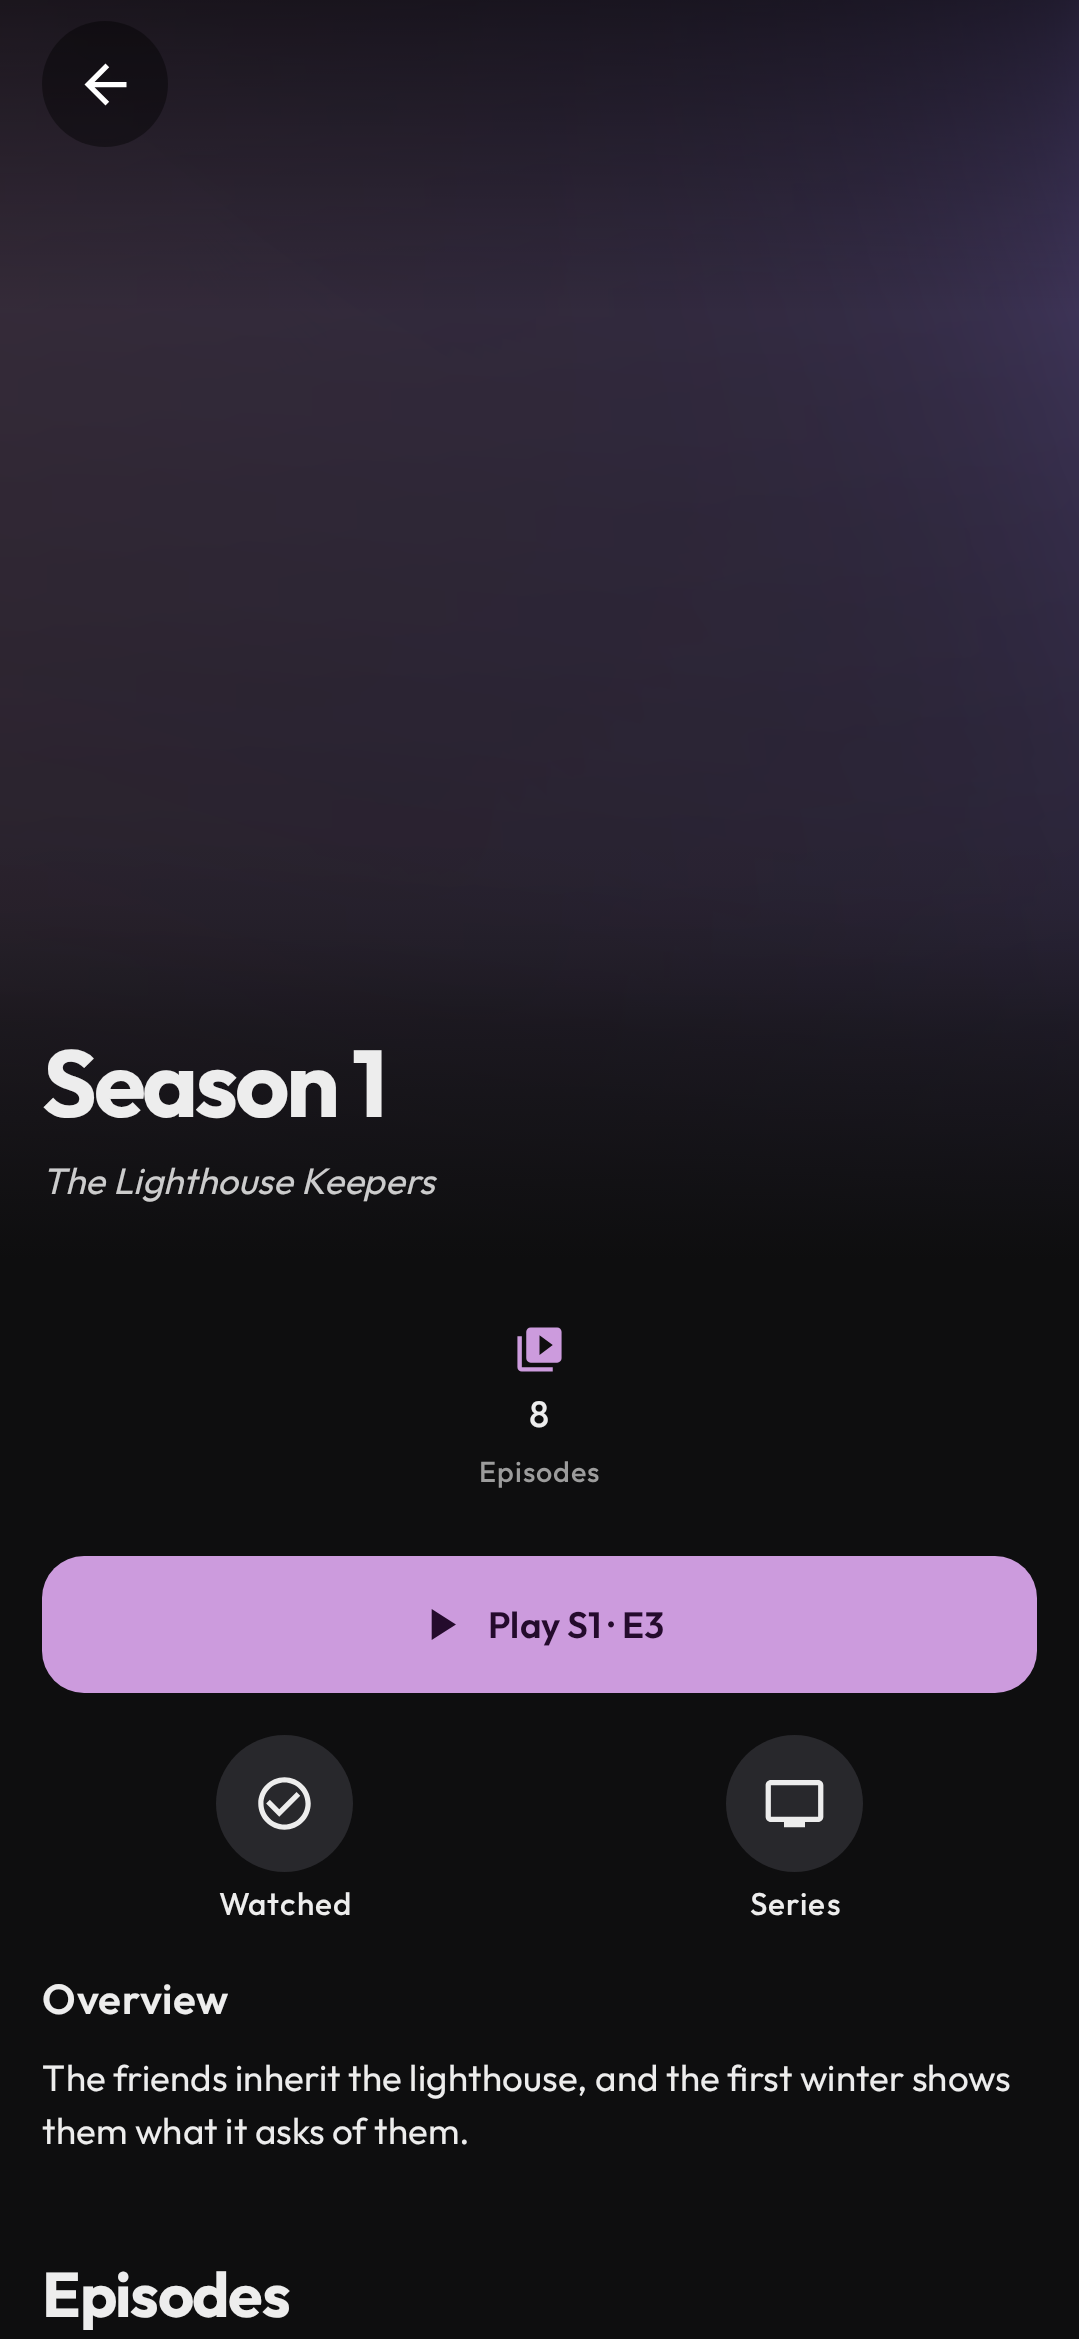 Season 1
The Lighthouse Keepers
8
Episodes
Play S1 · E3
Watched
Series
Overview
The friends inherit the lighthouse, and the first winter shows
them what it asks of them.
Episodes